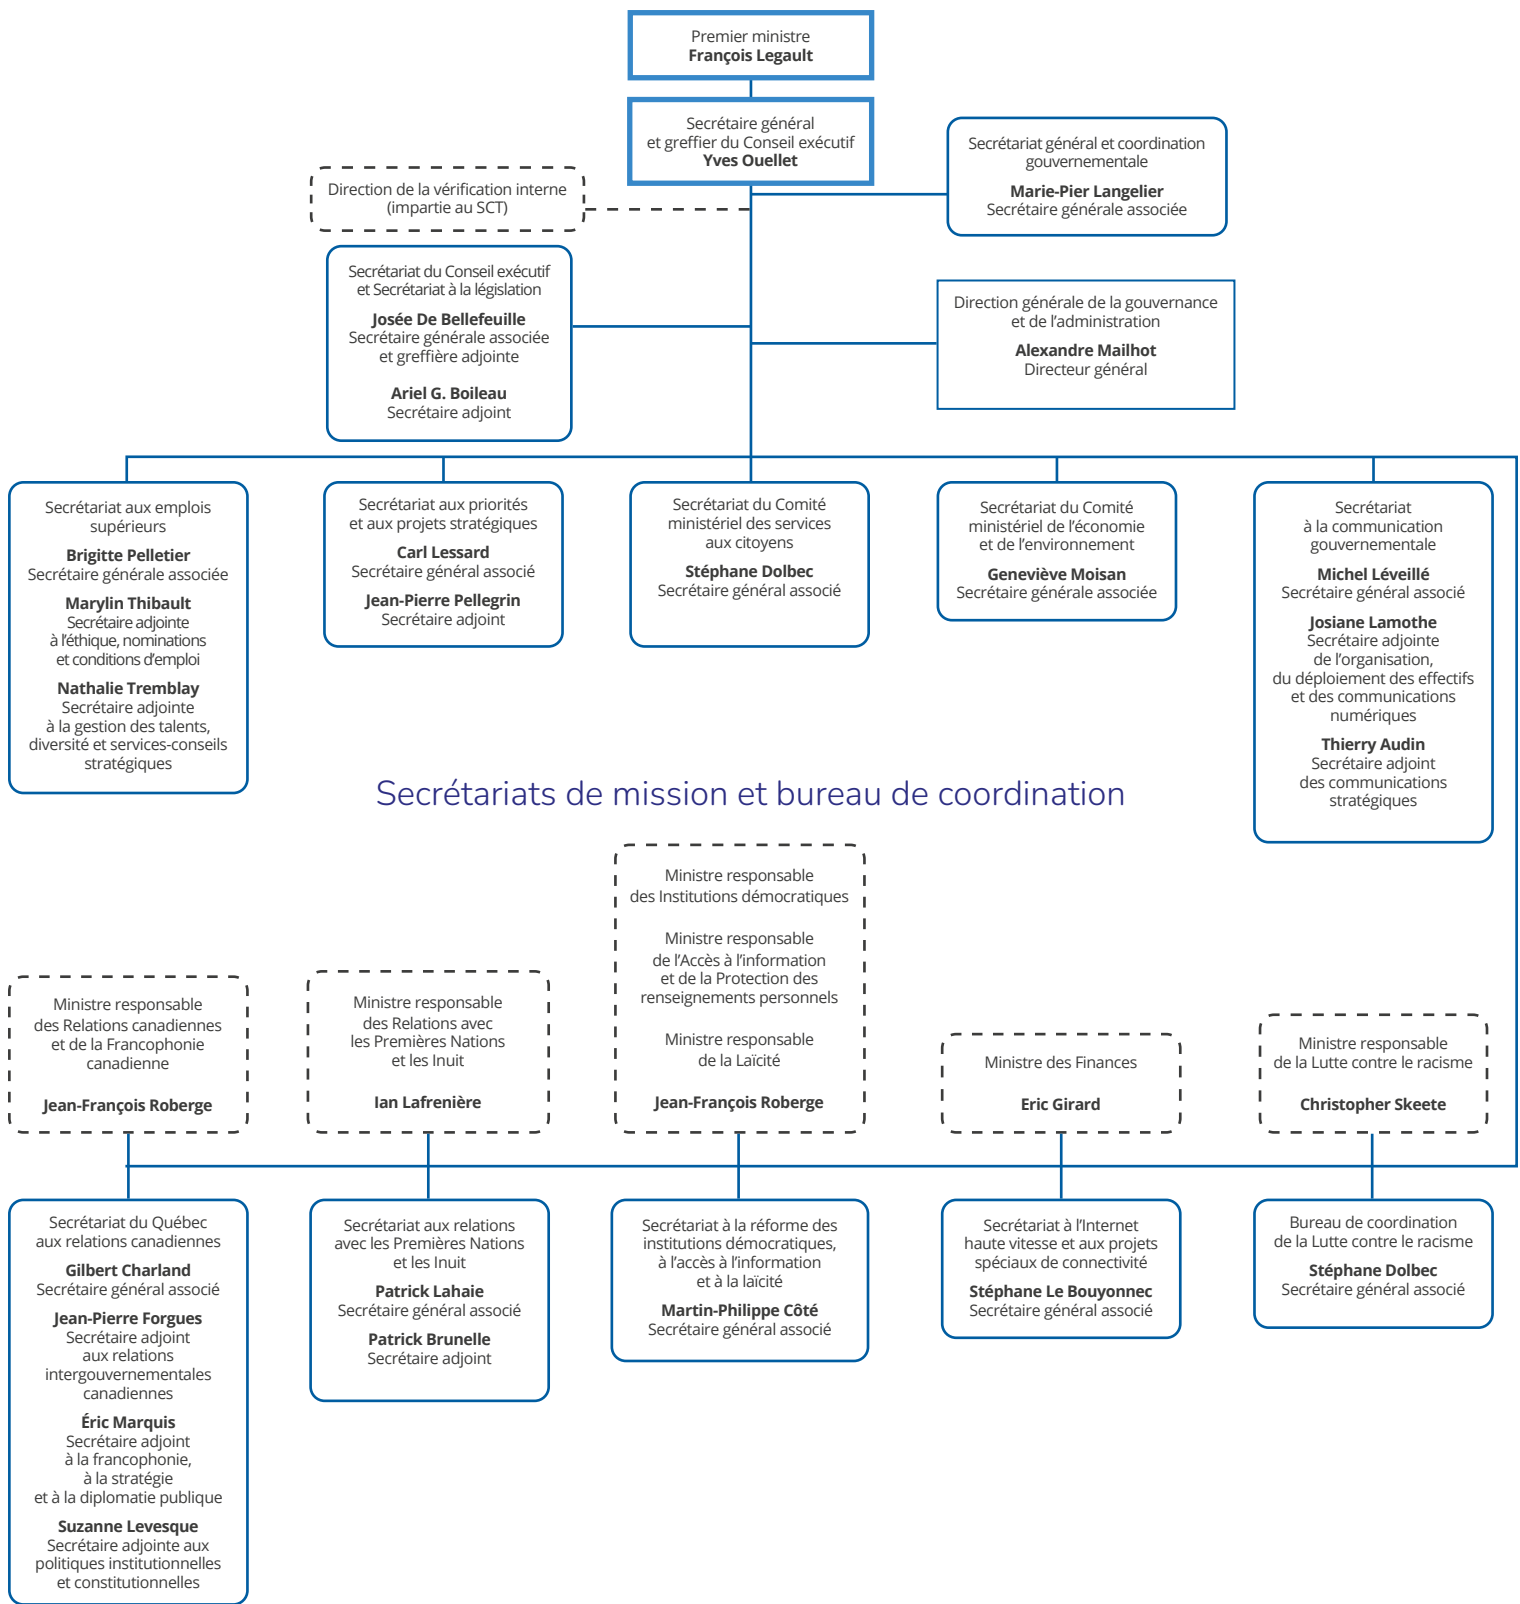 Premier ministre
François Legault
Secrétaire général
et greffier du Conseil exécutif
Yves Ouellet
Secrétariat général et coordination
gouvernementale
Marie-Pier Langelier
Secrétaire générale associée
Direction de la vérification interne
(impartie au SCT)
Secrétariat du Conseil exécutif
et Secrétariat à la législation
Josée De Bellefeuille
Secrétaire générale associée
et greffière adjointe
Ariel G. Boileau
Secrétaire adjoint
Direction générale de la gouvernance
et de l'administration
Alexandre Mailhot
Directeur général
Secrétariat aux emplois
supérieurs
Brigitte Pelletier
Secrétaire générale associée
Marylin Thibault
Secrétaire adjointe
à l'éthique, nominations
et conditions d'emploi
Nathalie Tremblay
Secrétaire adjointe
à la gestion des talents,
diversité et services-conseils
stratégiques
Secrétariat aux priorités
et aux projets stratégiques
Carl Lessard
Secrétaire général associé
Jean-Pierre Pellegrin
Secrétaire adjoint
Secrétariat du Comité
ministériel des services
aux citoyens
Stéphane Dolbec
Secrétaire général associé
Secrétariat du Comité
ministériel de l'économie
et de l'environnement
Geneviève Moisan
Secrétaire générale associée
Secrétariat
à la communication
gouvernementale
Michel Léveillé
Secrétaire général associé
Josiane Lamothe
Secrétaire adjointe
de l'organisation,
du déploiement des effectifs
et des communications
numériques
Thierry Audin
Secrétaire adjoint
des communications
stratégiques
Secrétariats de mission et bureau de coordination
Ministre responsable
des Relations canadiennes
et de la Francophonie
canadienne
Jean-François Roberge
Ministre responsable
des Relations avec
les Premières Nations
et les Inuit
Ian Lafrenière
Ministre responsable
des Institutions démocratiques
Ministre responsable
de l'Accès à l'information
et de la Protection des
renseignements personnels
Ministre responsable
de la Laïcité
Jean-François Roberge
Ministre des Finances
Eric Girard
Ministre responsable
de la Lutte contre le racisme
Christopher Skeete
Secrétariat du Québec
aux relations canadiennes
Gilbert Charland
Secrétaire général associé
Jean-Pierre Forgues
Secrétaire adjoint
aux relations
intergouvernementales
canadiennes
Éric Marquis
Secrétaire adjoint
à la francophonie,
à la stratégie
et à la diplomatie publique
Suzanne Levesque
Secrétaire adjointe aux
politiques institutionnelles
et constitutionnelles
Secrétariat aux relations
avec les Premières Nations
et les Inuit
Patrick Lahaie
Secrétaire général associé
Patrick Brunelle
Secrétaire adjoint
Secrétariat à la réforme des
institutions démocratiques,
à l'accès à l'information
et à la laïcité
Martin-Philippe Côté
Secrétaire général associé
Secrétariat à l'Internet
haute vitesse et aux projets
spéciaux de connectivité
Stéphane Le Bouyonnec
Secrétaire général associé
Bureau de coordination
de la Lutte contre le racisme
Stéphane Dolbec
Secrétaire général associé